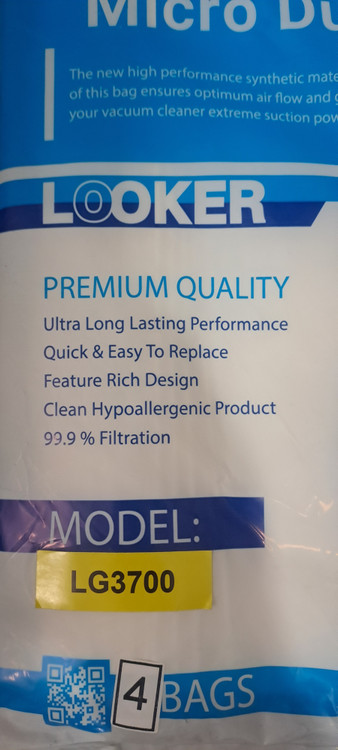 Micro Du
The new high performance synthetic mate
of this bag ensures optimum air flow and g
your vacuum cleaner extreme suction pow
LOOKER
PREMIUM QUALITY
Ultra Long Lasting Performance
Quick & Easy To Replace
Feature Rich Design
Clean Hypoallergenic Product
99.9 % Filtration
MODEL:
LG3700
4 BAGS